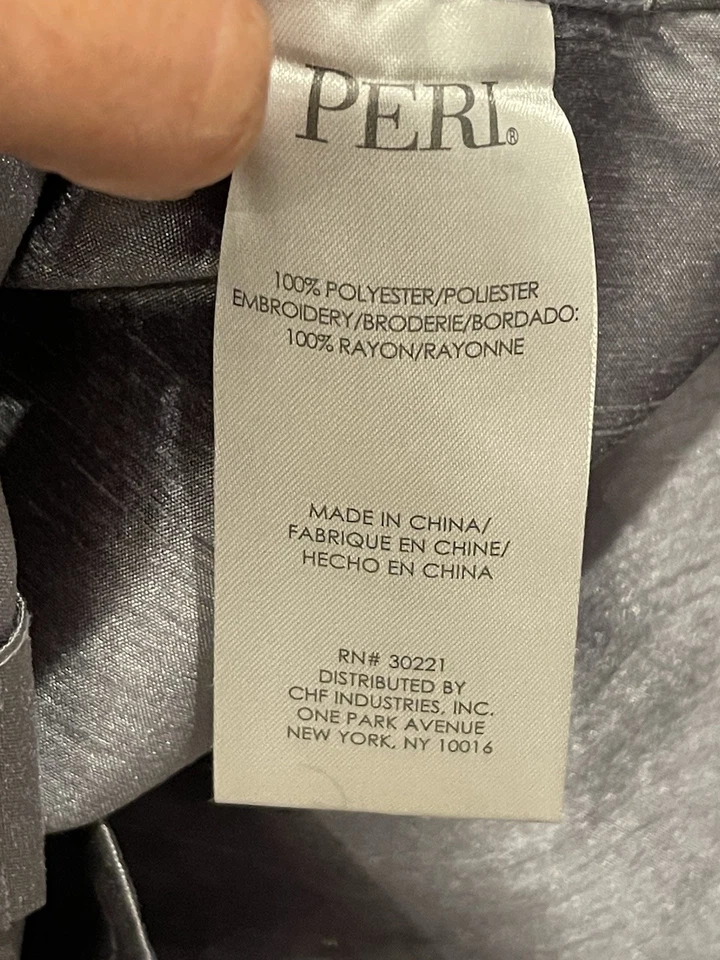 PERI®
100% POLYESTER/POLIESTER
EMBROIDERY/BRODERIE/BORDADO:
100% RAYON/RAYONNE
MADE IN CHINA/
FABRIQUE EN CHINE/
HECHO EN CHINA
RN# 30221
DISTRIBUTED BY
CHF INDUSTRIES, INC.
ONE PARK AVENUE
NEW YORK, NY 10016